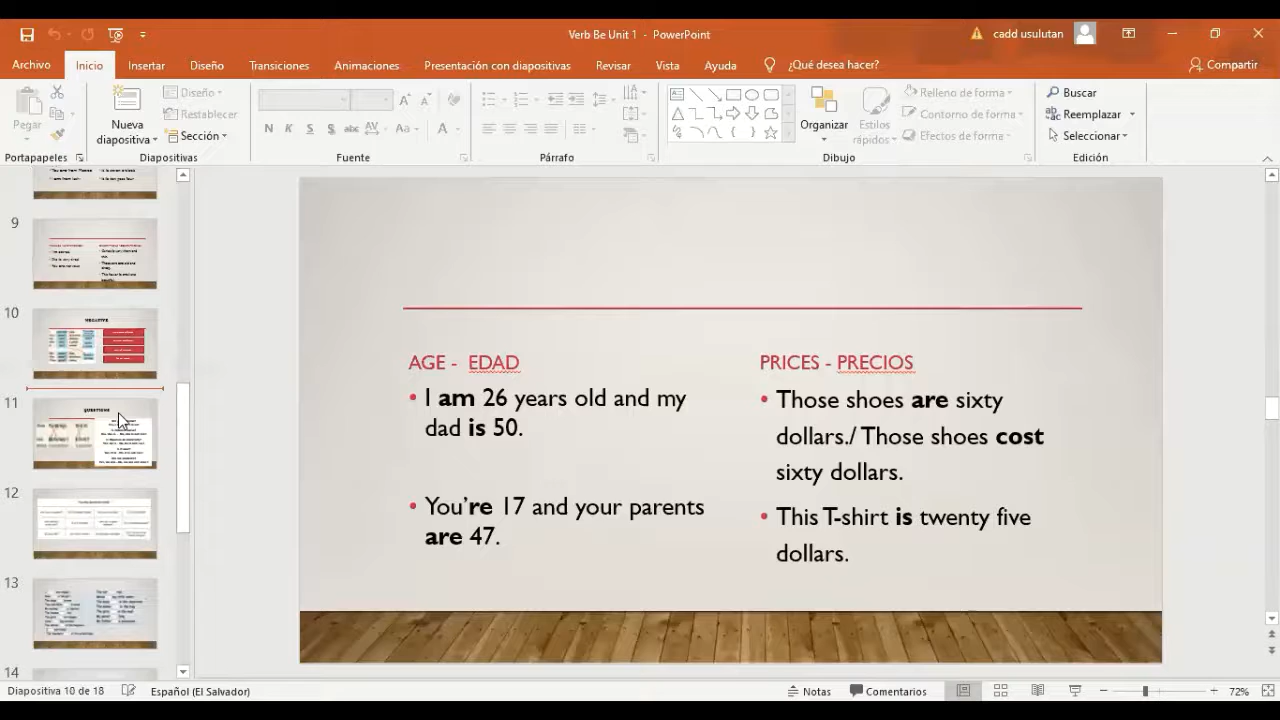 Verb Be Unit 1 - PowerPoint
cadd usulutan
Archivo Inicio Insertar Diseño Transiciones Animaciones Presentación con diapositivas Revisar Vista Ayuda ¿Qué desea hacer? Compartir
Pegar
Portapapeles
Nueva
diapositiva
Diseño
Restablecer
Sección
Diapositivas
N K S S abc AV Aa A
Fuente
Párrafo
Organizar
Estilos
rápidos
Relleno de forma
Contorno de forma
Efectos de forma
Dibujo
Buscar
Reemplazar
Seleccionar
Edición
9
10
NEGATIVE
11
QUESTIONS
12
13
14
AGE - EDAD
• I am 26 years old and my
dad is 50.
• You're 17 and your parents
are 47.
PRICES - PRECIOS
• Those shoes are sixty
dollars./ Those shoes cost
sixty dollars.
• This T-shirt is twenty five
dollars.
Diapositiva 10 de 18 Español (El Salvador) Notas Comentarios 72%